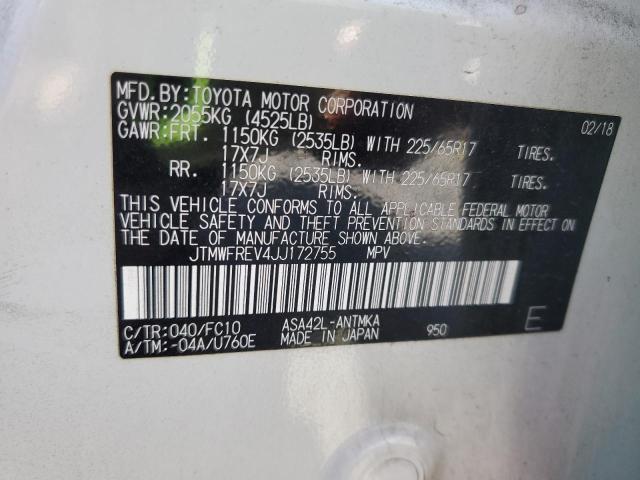 MFD. BY: TOYOTA MOTOR CORPORATION 02/18
GVWR: 2055KG (4525LB)
GAWR: FRT. 1150KG (2535LB) WITH 225/65R17 TIRES.
17X7J RIMS.
RR. 1150KG (2535LB) WITH 225/65R17 TIRES.
17X7J RIMS.
THIS VEHICLE CONFORMS TO ALL APPLICABLE FEDERAL MOTOR
VEHICLE SAFETY AND THEFT PREVENTION STANDARDS IN EFFECT ON
THE DATE OF MANUFACTURE SHOWN ABOVE.
JTMWFREV4JJ172755 MPV
C/TR: 040/FC10 ASA42L-ANTMKA 950 E
A/TM: -04A/U760E MADE IN JAPAN